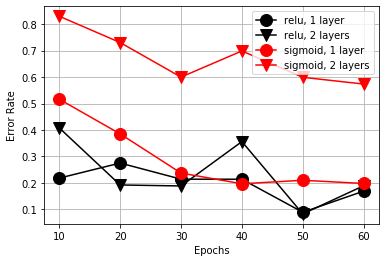 0.8
0.7
0.6
0.5
0.4
0.3
0.2
0.1
Error Rate
relu, 1 layer
relu, 2 layers
sigmoid, 1 layer
sigmoid, 2 layers
10 20 30 40 50 60
Epochs